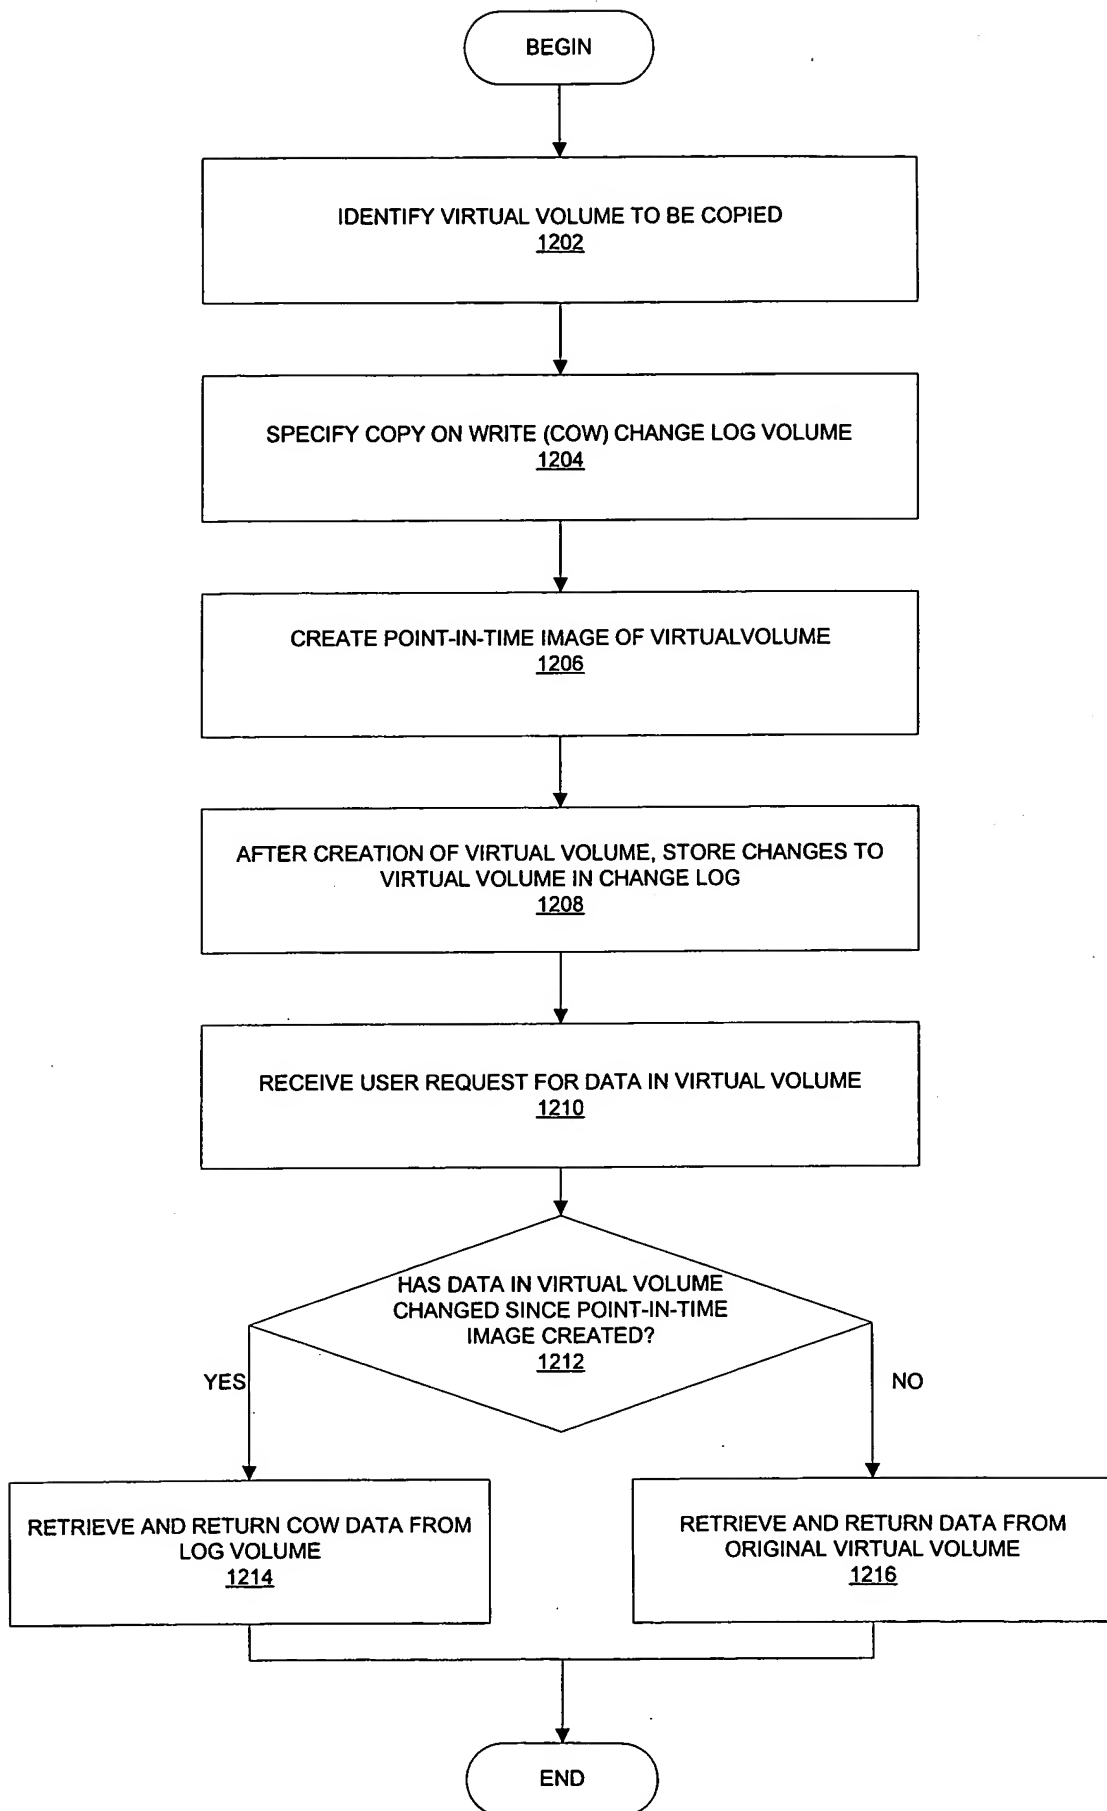 BEGIN
IDENTIFY VIRTUAL VOLUME TO BE COPIED
1202
SPECIFY COPY ON WRITE (COW) CHANGE LOG VOLUME
1204
CREATE POINT-IN-TIME IMAGE OF VIRTUALVOLUME
1206
AFTER CREATION OF VIRTUAL VOLUME, STORE CHANGES TO
VIRTUAL VOLUME IN CHANGE LOG
1208
RECEIVE USER REQUEST FOR DATA IN VIRTUAL VOLUME
1210
HAS DATA IN VIRTUAL VOLUME
CHANGED SINCE POINT-IN-TIME
IMAGE CREATED?
1212
YES
NO
RETRIEVE AND RETURN COW DATA FROM
LOG VOLUME
1214
RETRIEVE AND RETURN DATA FROM
ORIGINAL VIRTUAL VOLUME
1216
END